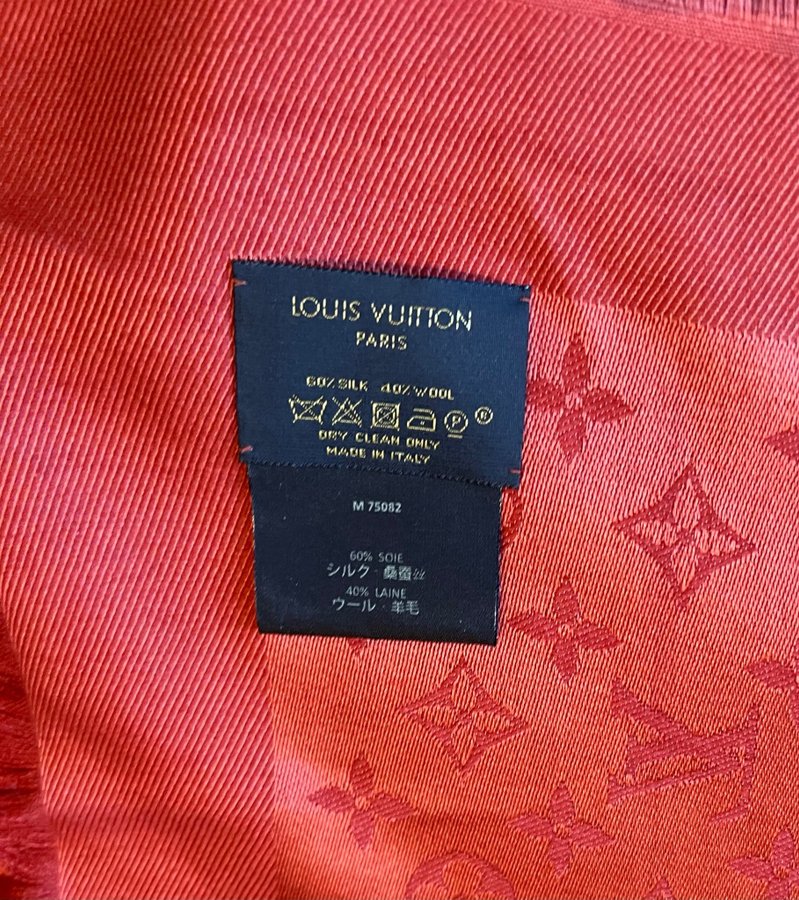 LOUIS VUITTON
PARIS
60% SILK 40% WOOL
P ®
DRY CLEAN ONLY
MADE IN ITALY
M 75082
60% SOIE
シルク · 桑蚕丝
40% LAINE
ウール · 羊毛